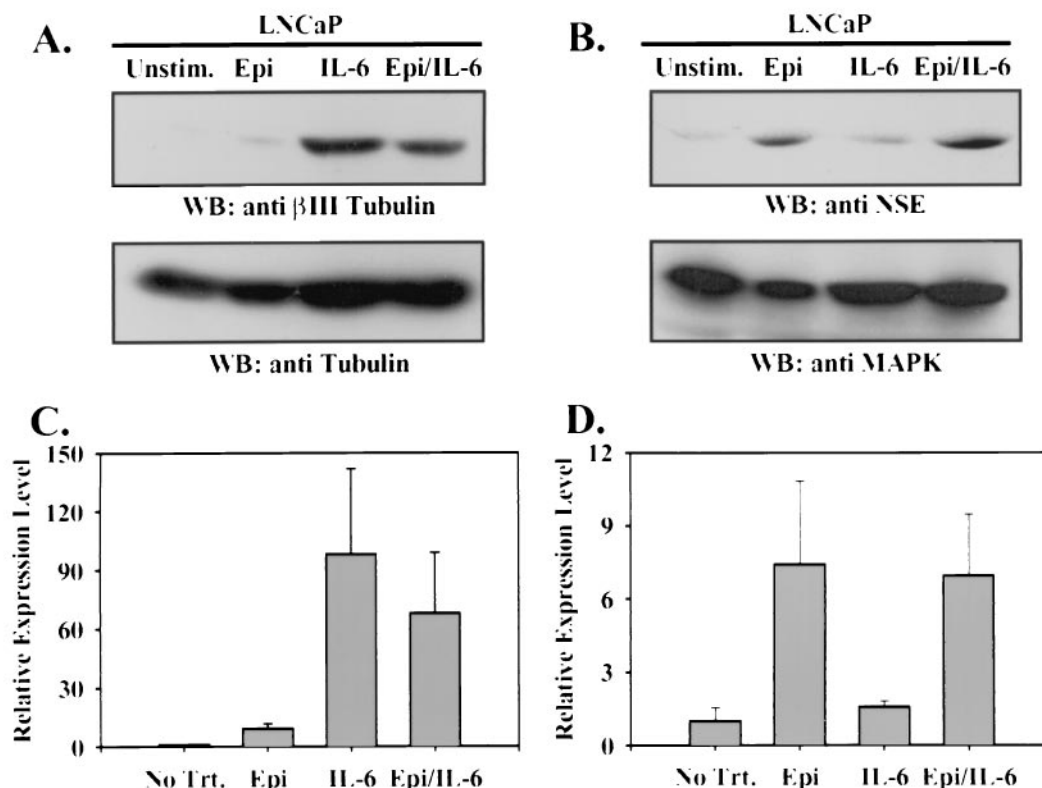 A.
LNCaP
Unstim. Epi IL-6 Epi/IL-6
WB: anti βIII Tubulin
WB: anti Tubulin
B.
LNCaP
Unstim. Epi IL-6 Epi/IL-6
WB: anti NSE
WB: anti MAPK
C.
Relative Expression Level
150
120
90
60
30
0
No Trt. Epi IL-6 Epi/IL-6
D.
Relative Expression Level
12
9
6
3
0
No Trt. Epi IL-6 Epi/IL-6